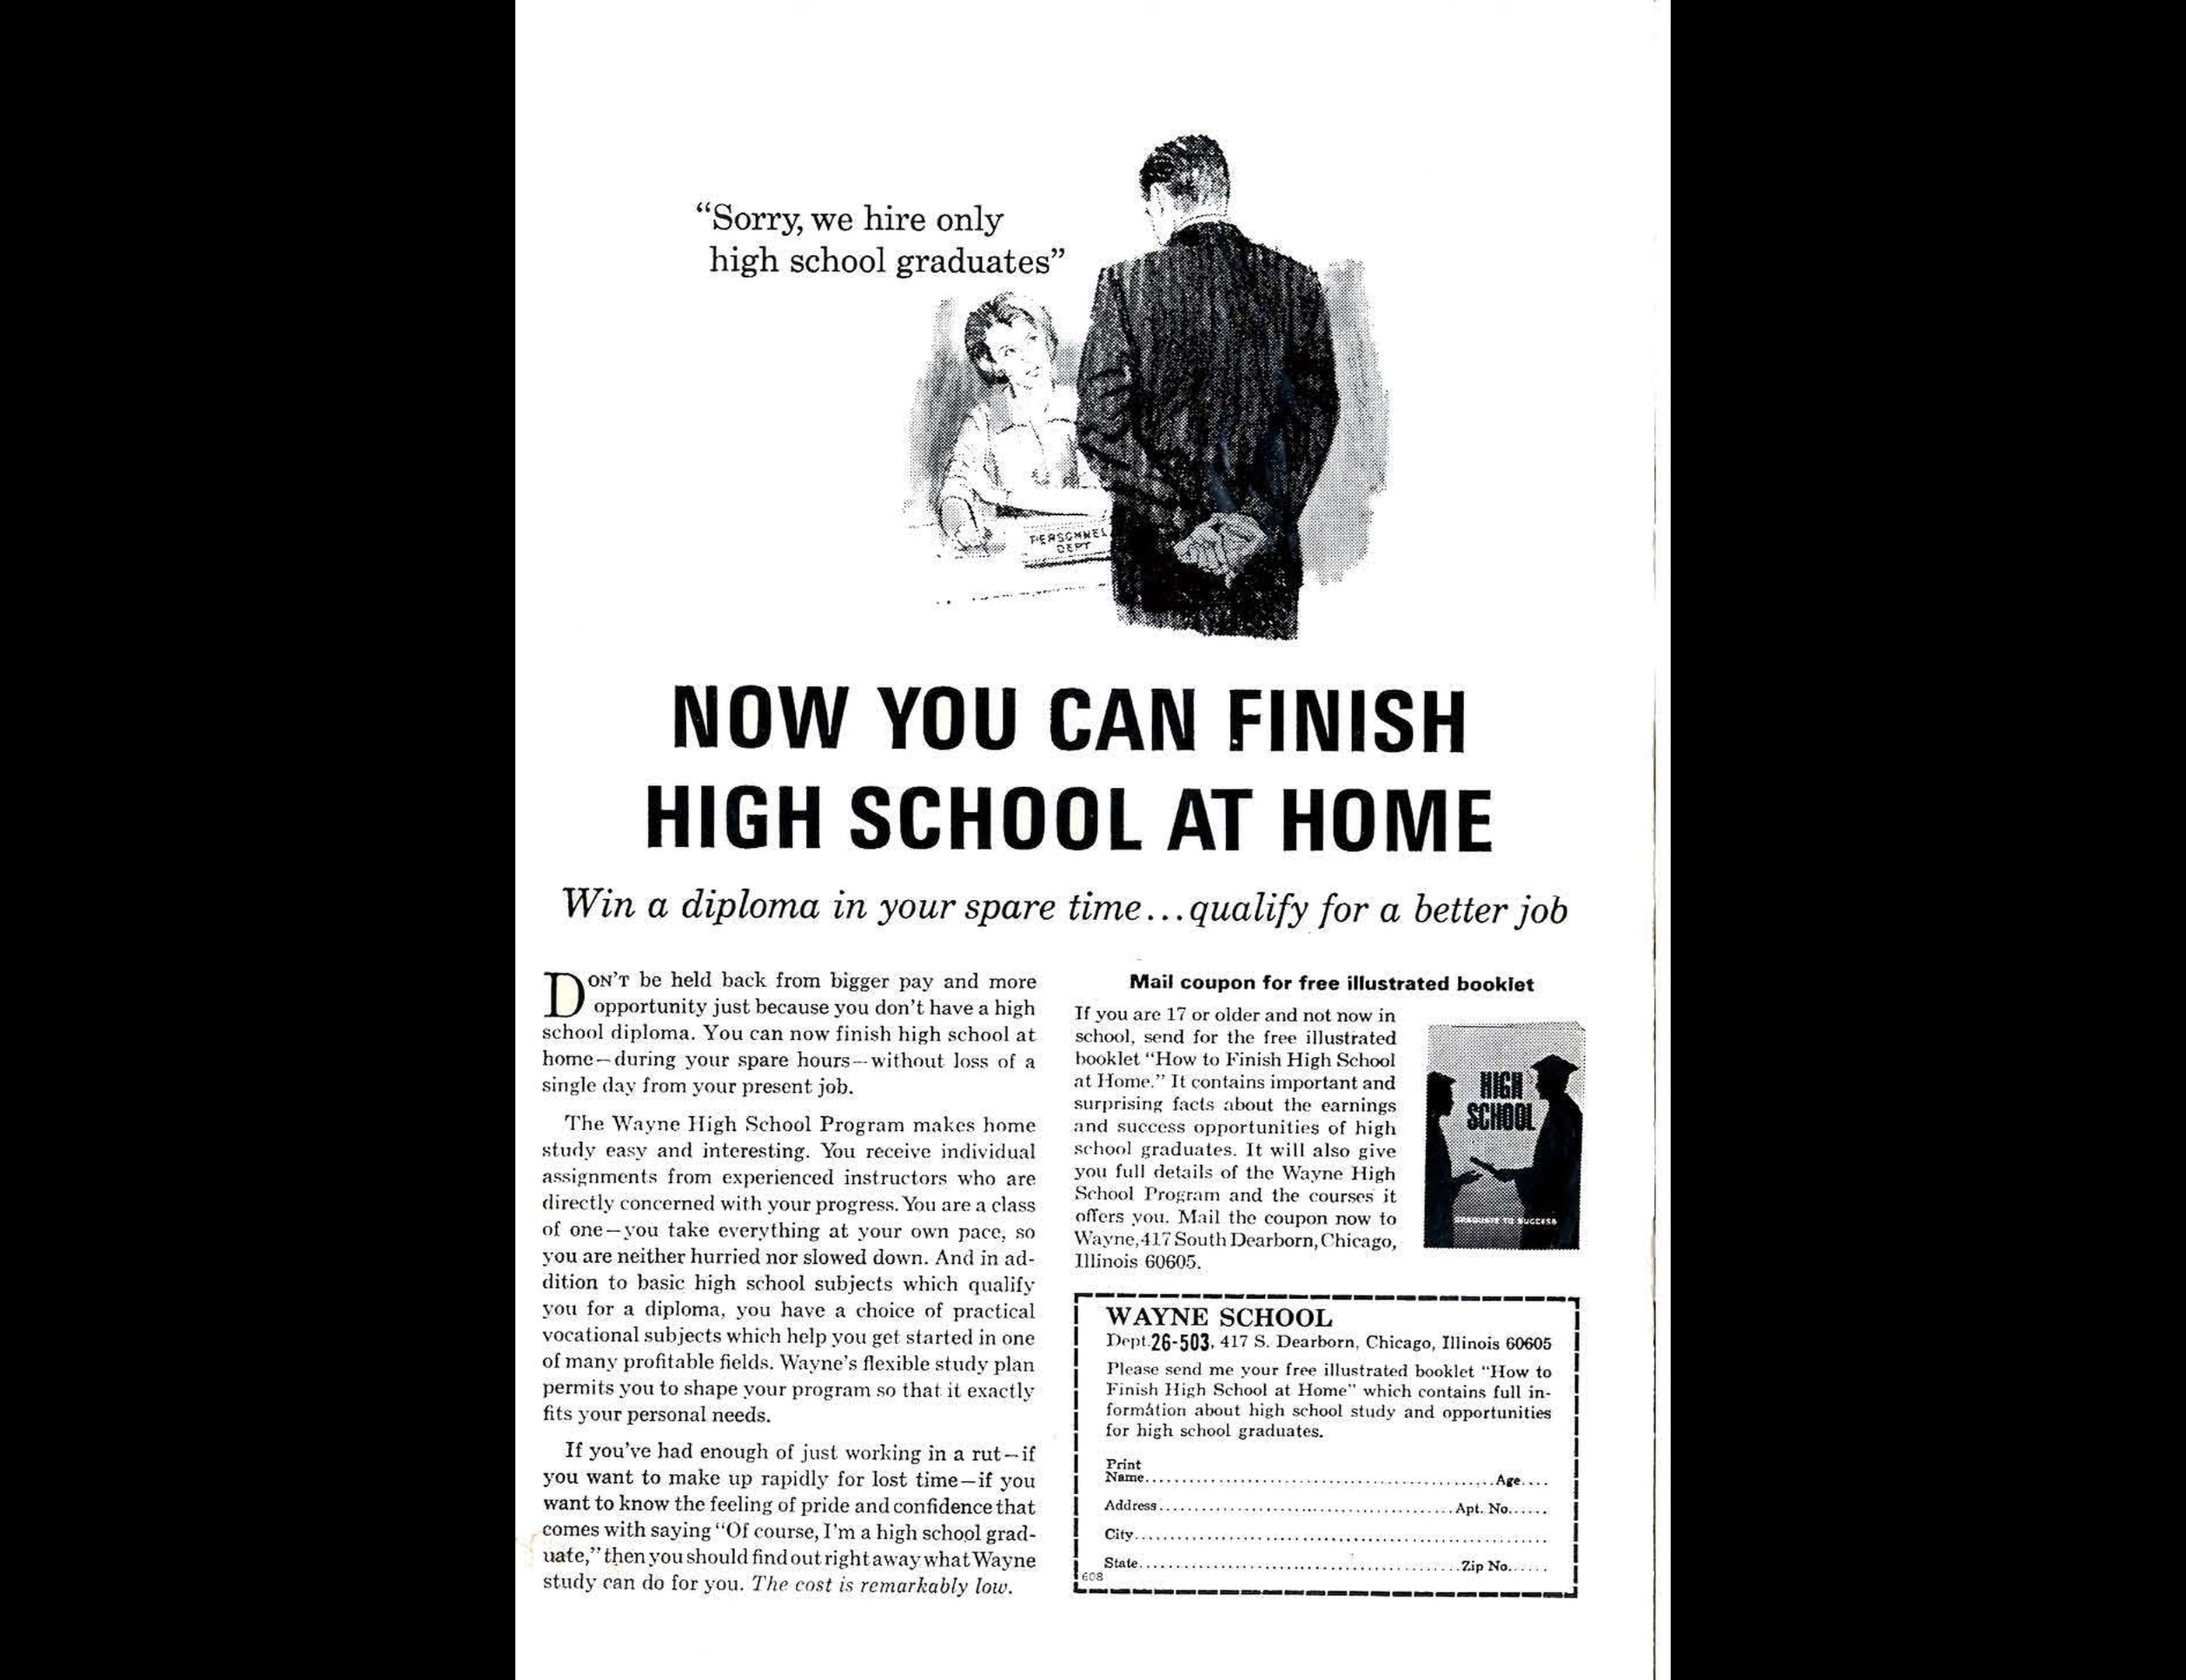 “Sorry, we hire only
high school graduates”
PERSONNEL
DEPT
NOW YOU CAN FINISH
HIGH SCHOOL AT HOME
Win a diploma in your spare time...qualify for a better job
DON’T be held back from bigger pay and more
opportunity just because you don’t have a high
school diploma. You can now finish high school at
home—during your spare hours—without loss of a
single day from your present job.
The Wayne High School Program makes home
study easy and interesting. You receive individual
assignments from experienced instructors who are
directly concerned with your progress. You are a class
of one—you take everything at your own pace, so
you are neither hurried nor slowed down. And in ad-
dition to basic high school subjects which qualify
you for a diploma, you have a choice of practical
vocational subjects which help you get started in one
of many profitable fields. Wayne’s flexible study plan
permits you to shape your program so that it exactly
fits your personal needs.
If you’ve had enough of just working in a rut—if
you want to make up rapidly for lost time—if you
want to know the feeling of pride and confidence that
comes with saying “Of course, I’m a high school grad-
uate,” then you should find out right away what Wayne
study can do for you. The cost is remarkably low.
Mail coupon for free illustrated booklet
If you are 17 or older and not now in
school, send for the free illustrated
booklet “How to Finish High School
at Home.” It contains important and
surprising facts about the earnings
and success opportunities of high
school graduates. It will also give
you full details of the Wayne High
School Program and the courses it
offers you. Mail the coupon now to
Wayne, 417 South Dearborn, Chicago,
Illinois 60605.
HIGH
SCHOOL
GRADUATE TO SUCCESS
WAYNE SCHOOL
Dept. 26-503, 417 S. Dearborn, Chicago, Illinois 60605
Please send me your free illustrated booklet “How to
Finish High School at Home” which contains full in-
formation about high school study and opportunities
for high school graduates.
Print
Name.............................................Age....
Address.......................................Apt. No......
City.....................................................
State..........................................Zip No......
608